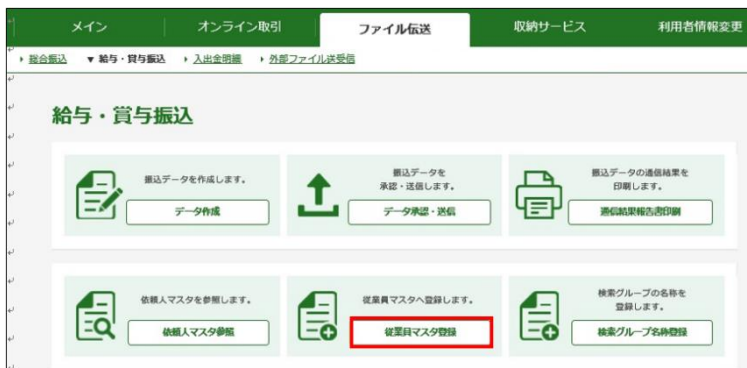 メイン
オンライン取引
ファイル伝送
収納サービス
利用者情報変更
総合振込
▼ 給与・賞与振込
入出金明細
外部ファイル送受信
給与・賞与振込
振込データを作成します。
データ作成
振込データを
承認・送信します。
データ承認・送信
振込データの通信結果を
印刷します。
通信結果報告書印刷
依頼人マスタを参照します。
依頼人マスタ参照
従業員マスタへ登録します。
従業員マスタ登録
検索グループの名称を
登録します。
検索グループ名称登録